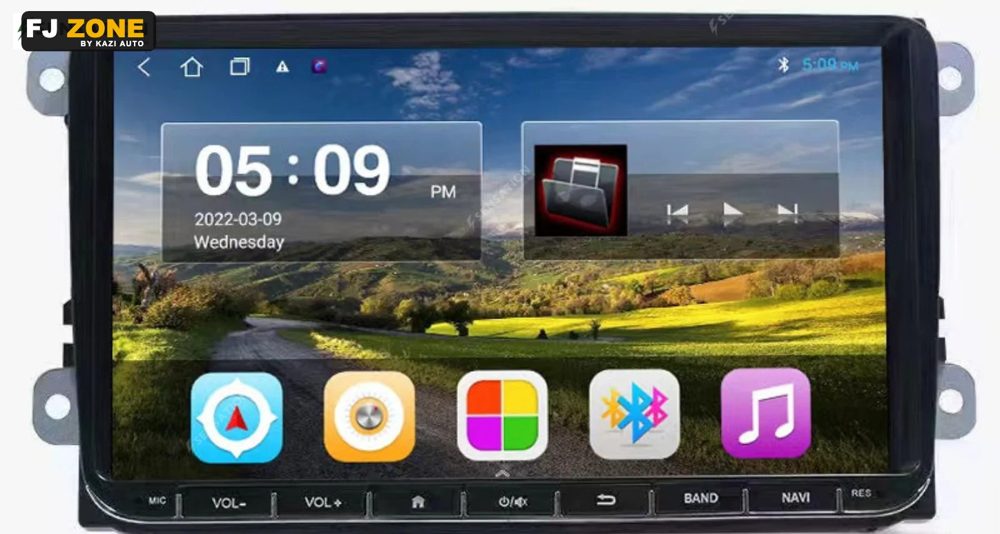 FJ ZONE
BY KAZI AUTO
5:09 PM
05:09
PM
2022-03-09
Wednesday
MIC
VOL-
VOL+
BAND
NAVI
RES